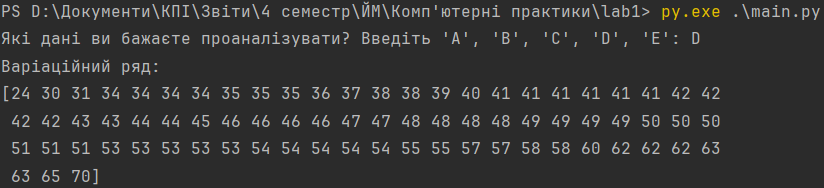 PS D:\Документи\КПІ\Звіти\4 семестр\ЙМ\Комп'ютерні практики\lab1> py.exe .\main.py
Які дані ви бажаєте проаналізувати? Введіть 'A', 'B', 'C', 'D', 'E': D
Варіаційний ряд:
[24 30 31 34 34 34 34 35 35 35 36 37 38 38 39 40 41 41 41 41 41 41 42 42
 42 42 43 43 44 44 45 46 46 46 46 47 47 48 48 48 48 49 49 49 49 50 50 50
 51 51 51 53 53 53 53 53 54 54 54 54 54 55 55 57 57 58 58 60 62 62 62 63
 63 65 70]